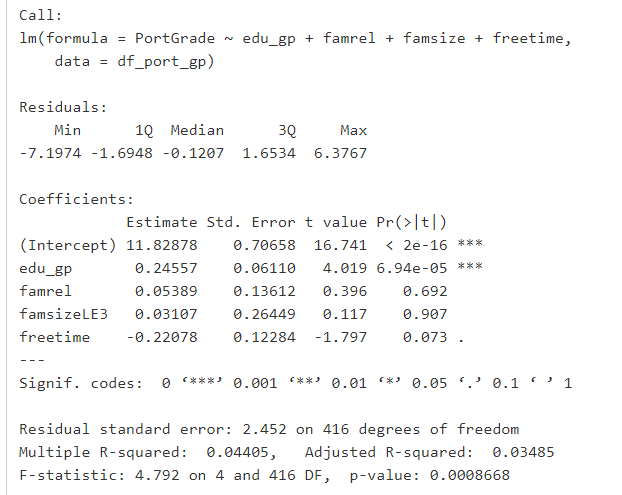 Call:
lm(formula = PortGrade ~ edu_gp + famrel + famsize + freetime,
    data = df_port_gp)
Residuals:
    Min      1Q  Median      3Q     Max
-7.1974 -1.6948 -0.1207  1.6534  6.3767
Coefficients:
            Estimate Std. Error t value Pr(>|t|)
(Intercept) 11.82878    0.70658  16.741  < 2e-16 ***
edu_gp       0.24557    0.06110   4.019 6.94e-05 ***
famrel       0.05389    0.13612   0.396    0.692
famsizeLE3   0.03107    0.26449   0.117    0.907
freetime    -0.22078    0.12284  -1.797    0.073 .
---
Signif. codes:  0 ‘***’ 0.001 ‘**’ 0.01 ‘*’ 0.05 ‘.’ 0.1 ‘ ’ 1
Residual standard error: 2.452 on 416 degrees of freedom
Multiple R-squared:  0.04405,   Adjusted R-squared:  0.03485
F-statistic: 4.792 on 4 and 416 DF,  p-value: 0.0008668